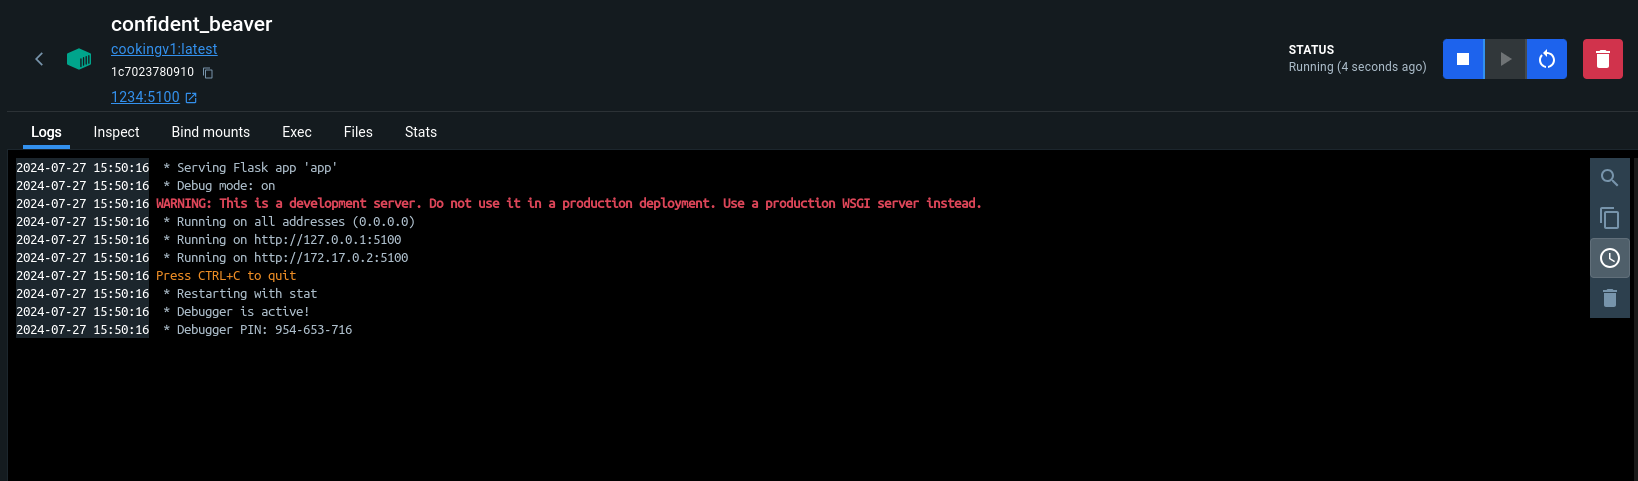 confident_beaver
cookingv1:latest
1c7023780910
1234:5100
STATUS
Running (4 seconds ago)
Logs Inspect Bind mounts Exec Files Stats
2024-07-27 15:50:16  * Serving Flask app 'app'
2024-07-27 15:50:16  * Debug mode: on
2024-07-27 15:50:16 WARNING: This is a development server. Do not use it in a production deployment. Use a production WSGI server instead.
2024-07-27 15:50:16  * Running on all addresses (0.0.0.0)
2024-07-27 15:50:16  * Running on http://127.0.0.1:5100
2024-07-27 15:50:16  * Running on http://172.17.0.2:5100
2024-07-27 15:50:16 Press CTRL+C to quit
2024-07-27 15:50:16  * Restarting with stat
2024-07-27 15:50:16  * Debugger is active!
2024-07-27 15:50:16  * Debugger PIN: 954-653-716